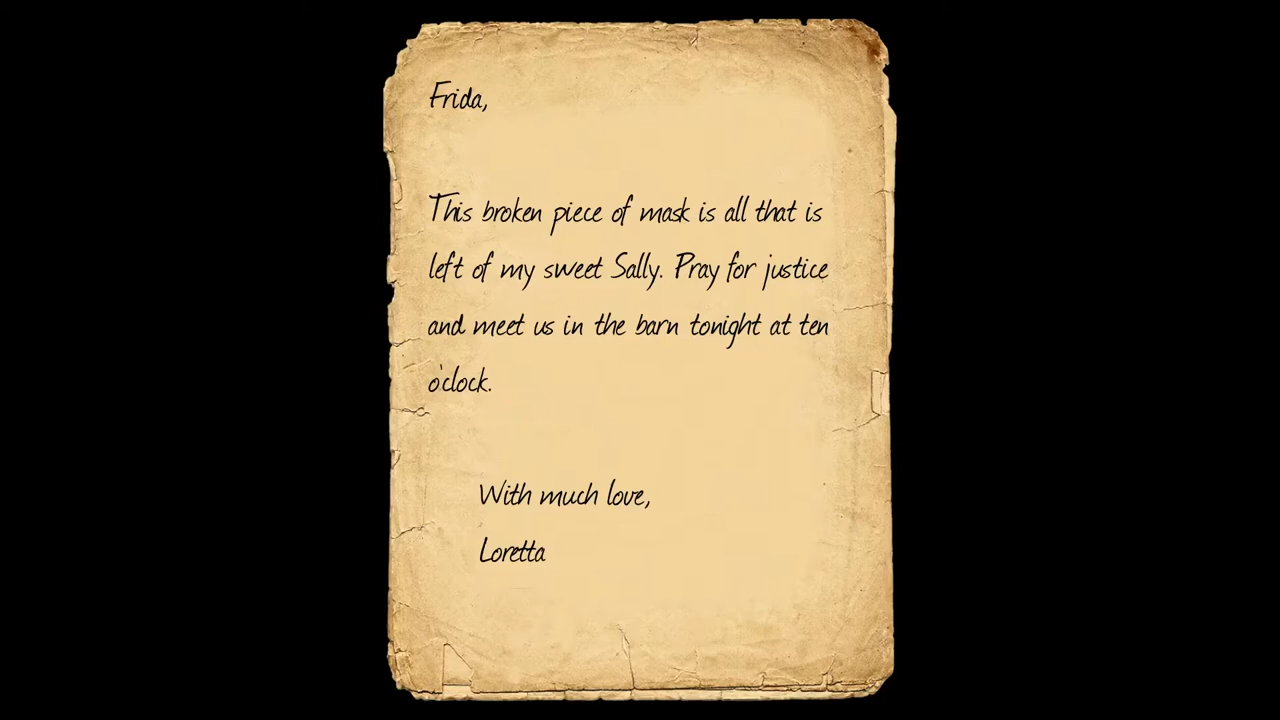 Frida,
This broken piece of mask is all that is
left of my sweet Sally. Pray for justice
and meet us in the barn tonight at ten
o'clock.
With much love,
Loretta